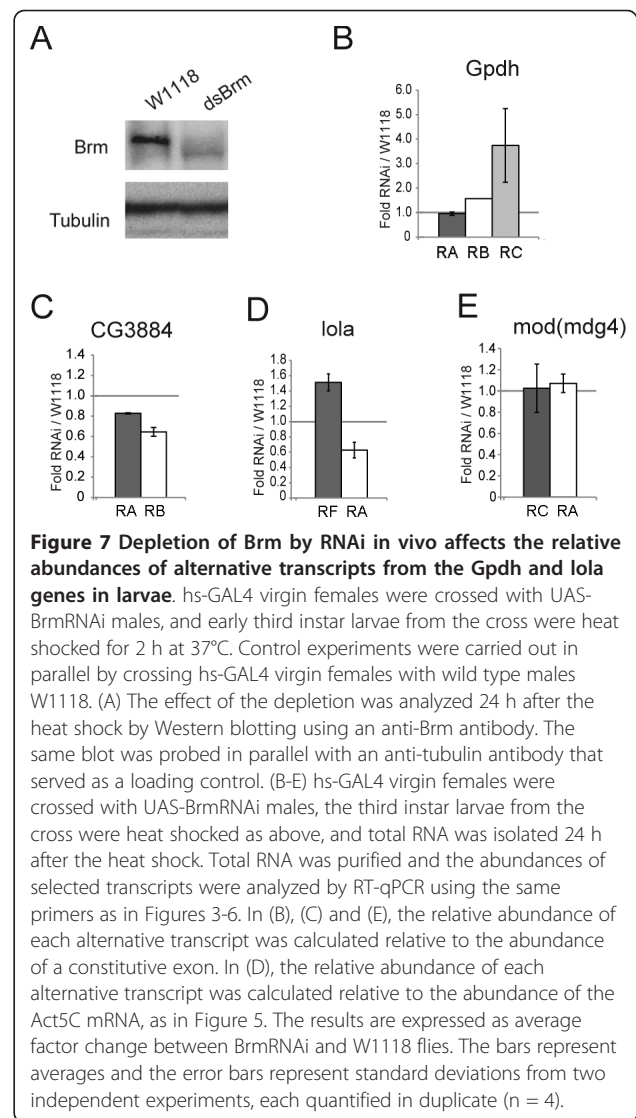 A
B
W1118
dsBrm
Brm
Tubulin
Gpdh
Fold RNAi / W1118
6.0
5.0
4.0
3.0
2.0
1.0
0
RA RB RC
C
D
E
CG3884
lola
mod(mdg4)
Fold RNAi / W1118
1.4
1.2
1
0.8
0.6
0.4
0.2
0
RA RB
Fold RNAi / W1118
1.8
1.6
1.4
1.2
1.0
0.8
0.6
0.4
0.2
0
RF RA
Fold RNAi / W1118
1.4
1.2
1.0
0.8
0.6
0.4
0.2
0
RC RA
Figure 7 Depletion of Brm by RNAi in vivo affects the relative
abundances of alternative transcripts from the Gpdh and lola
genes in larvae. hs-GAL4 virgin females were crossed with UAS-
BrmRNAi males, and early third instar larvae from the cross were heat
shocked for 2 h at 37°C. Control experiments were carried out in
parallel by crossing hs-GAL4 virgin females with wild type males
W1118. (A) The effect of the depletion was analyzed 24 h after the
heat shock by Western blotting using an anti-Brm antibody. The
same blot was probed in parallel with an anti-tubulin antibody that
served as a loading control. (B-E) hs-GAL4 virgin females were
crossed with UAS-BrmRNAi males, the third instar larvae from the
cross were heat shocked as above, and total RNA was isolated 24 h
after the heat shock. Total RNA was purified and the abundances of
selected transcripts were analyzed by RT-qPCR using the same
primers as in Figures 3-6. In (B), (C) and (E), the relative abundance of
each alternative transcript was calculated relative to the abundance
of a constitutive exon. In (D), the relative abundance of each
alternative transcript was calculated relative to the abundance of the
Act5C mRNA, as in Figure 5. The results are expressed as average
factor change between BrmRNAi and W1118 flies. The bars represent
averages and the error bars represent standard deviations from two
independent experiments, each quantified in duplicate (n = 4).